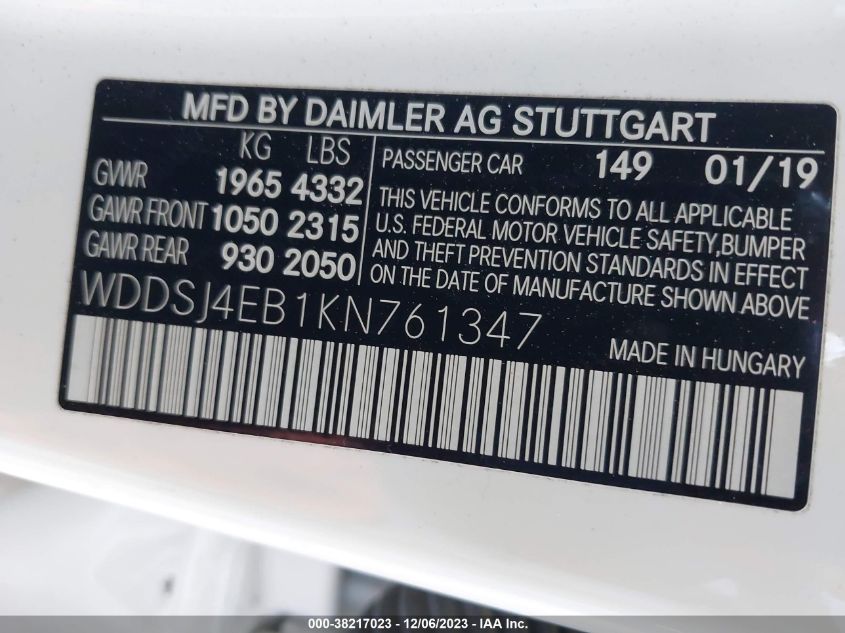 MFD BY DAIMLER AG STUTTGART
KG LBS
GVWR 1965 4332
GAWR FRONT 1050 2315
GAWR REAR 930 2050
PASSENGER CAR 149 01/19
THIS VEHICLE CONFORMS TO ALL APPLICABLE
U.S. FEDERAL MOTOR VEHICLE SAFETY, BUMPER
AND THEFT PREVENTION STANDARDS IN EFFECT
ON THE DATE OF MANUFACTURE SHOWN ABOVE
WDDSJ4EB1KN761347
MADE IN HUNGARY
000-38217023 - 12/06/2023 - IAA Inc.